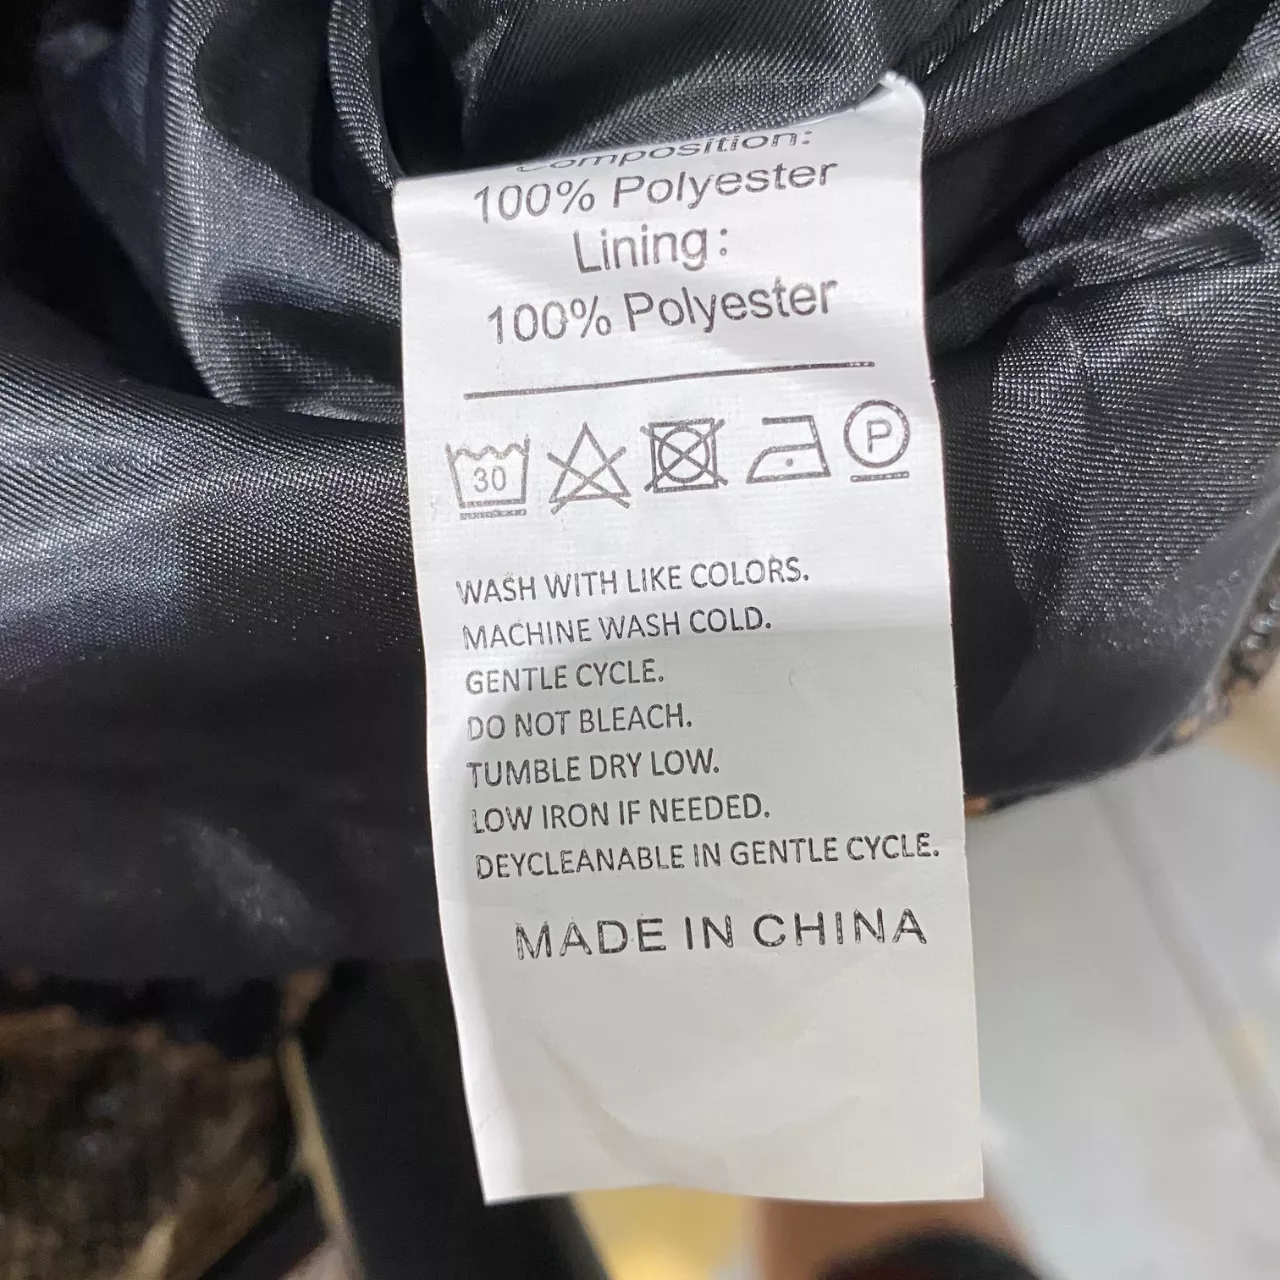 Composition:
100% Polyester
Lining:
100% Polyester
30
P
WASH WITH LIKE COLORS.
MACHINE WASH COLD.
GENTLE CYCLE.
DO NOT BLEACH.
TUMBLE DRY LOW.
LOW IRON IF NEEDED.
DEYCLEANABLE IN GENTLE CYCLE.
MADE IN CHINA